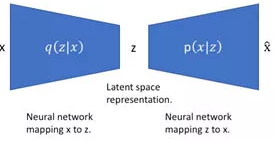 x
q(z|x)
z
p(x|z)
x̂
Latent space
representation.
Neural network
mapping x to z.
Neural network
mapping z to x.